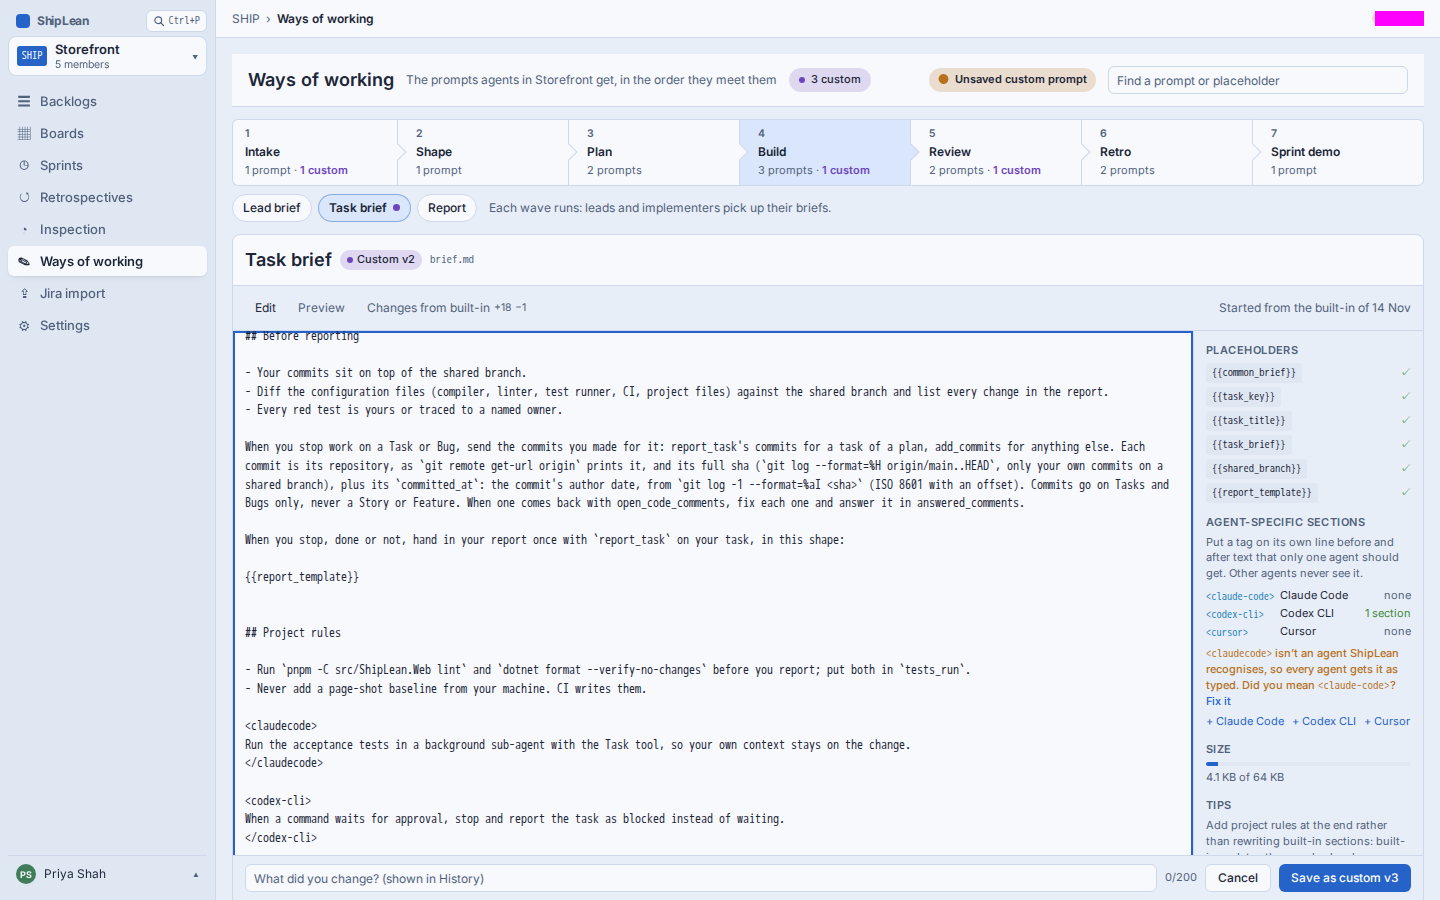 ShipLean
Ctrl+P
SHIP
Storefront
5 members
Backlogs
Boards
Sprints
Retrospectives
Inspection
Ways of working
Jira import
Settings
PS
Priya Shah
SHIP › Ways of working
Ways of working
The prompts agents in Storefront get, in the order they meet them
3 custom
Unsaved custom prompt
Find a prompt or placeholder
1
Intake
1 prompt · 1 custom
2
Shape
1 prompt
3
Plan
2 prompts
4
Build
3 prompts · 1 custom
5
Review
2 prompts · 1 custom
6
Retro
2 prompts
7
Sprint demo
1 prompt
Lead brief
Task brief
Report
Each wave runs: leads and implementers pick up their briefs.
Task brief
Custom v2
brief.md
Edit
Preview
Changes from built-in +18 −1
Started from the built-in of 14 Nov
## Before reporting
- Your commits sit on top of the shared branch.
- Diff the configuration files (compiler, linter, test runner, CI, project files) against the shared branch and list every change in the report.
- Every red test is yours or traced to a named owner.
When you stop work on a Task or Bug, send the commits you made for it: report_task's commits for a task of a plan, add_commits for anything else. Each
commit is its repository, as `git remote get-url origin` prints it, and its full sha (`git log --format=%H origin/main..HEAD`, only your own commits on a
shared branch), plus its `committed_at`: the commit's author date, from `git log -1 --format=%aI <sha>` (ISO 8601 with an offset). Commits go on Tasks and
Bugs only, never a Story or Feature. When one comes back with open_code_comments, fix each one and answer it in answered_comments.
When you stop, done or not, hand in your report once with `report_task` on your task, in this shape:
{{report_template}}
## Project rules
- Run `pnpm -C src/ShipLean.Web lint` and `dotnet format --verify-no-changes` before you report; put both in `tests_run`.
- Never add a page-shot baseline from your machine. CI writes them.
<claudecode>
Run the acceptance tests in a background sub-agent with the Task tool, so your own context stays on the change.
</claudecode>
<codex-cli>
When a command waits for approval, stop and report the task as blocked instead of waiting.
</codex-cli>
PLACEHOLDERS
{{common_brief}} ✓
{{task_key}} ✓
{{task_title}} ✓
{{task_brief}} ✓
{{shared_branch}} ✓
{{report_template}} ✓
AGENT-SPECIFIC SECTIONS
Put a tag on its own line before and
after text that only one agent should
get. Other agents never see it.
<claude-code> Claude Code none
<codex-cli> Codex CLI 1 section
<cursor> Cursor none
<claudecode> isn't an agent ShipLean
recognises, so every agent gets it as
typed. Did you mean <claude-code>?
Fix it
+ Claude Code + Codex CLI + Cursor
SIZE
4.1 KB of 64 KB
TIPS
Add project rules at the end rather
than rewriting built-in sections: built-
What did you change? (shown in History)
0/200
Cancel
Save as custom v3